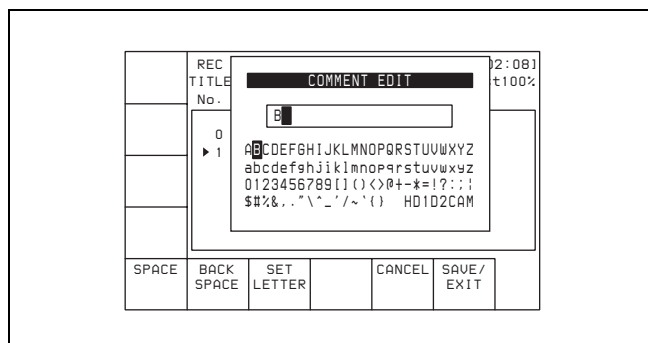 REC 02:08]
TITLE COMMENT EDIT t100%
No.
B
0 ABCDEFGHIJKLMNOPQRSTUVWXYZ
▶ 1 abcdefghjiklmnopqrstuvwxyz
0123456789[]()<>@+-*=!?:;¦
$#%&,."\^_'/~`{} HD1D2CAM
SPACE BACK SPACE SET LETTER CANCEL SAVE/ EXIT